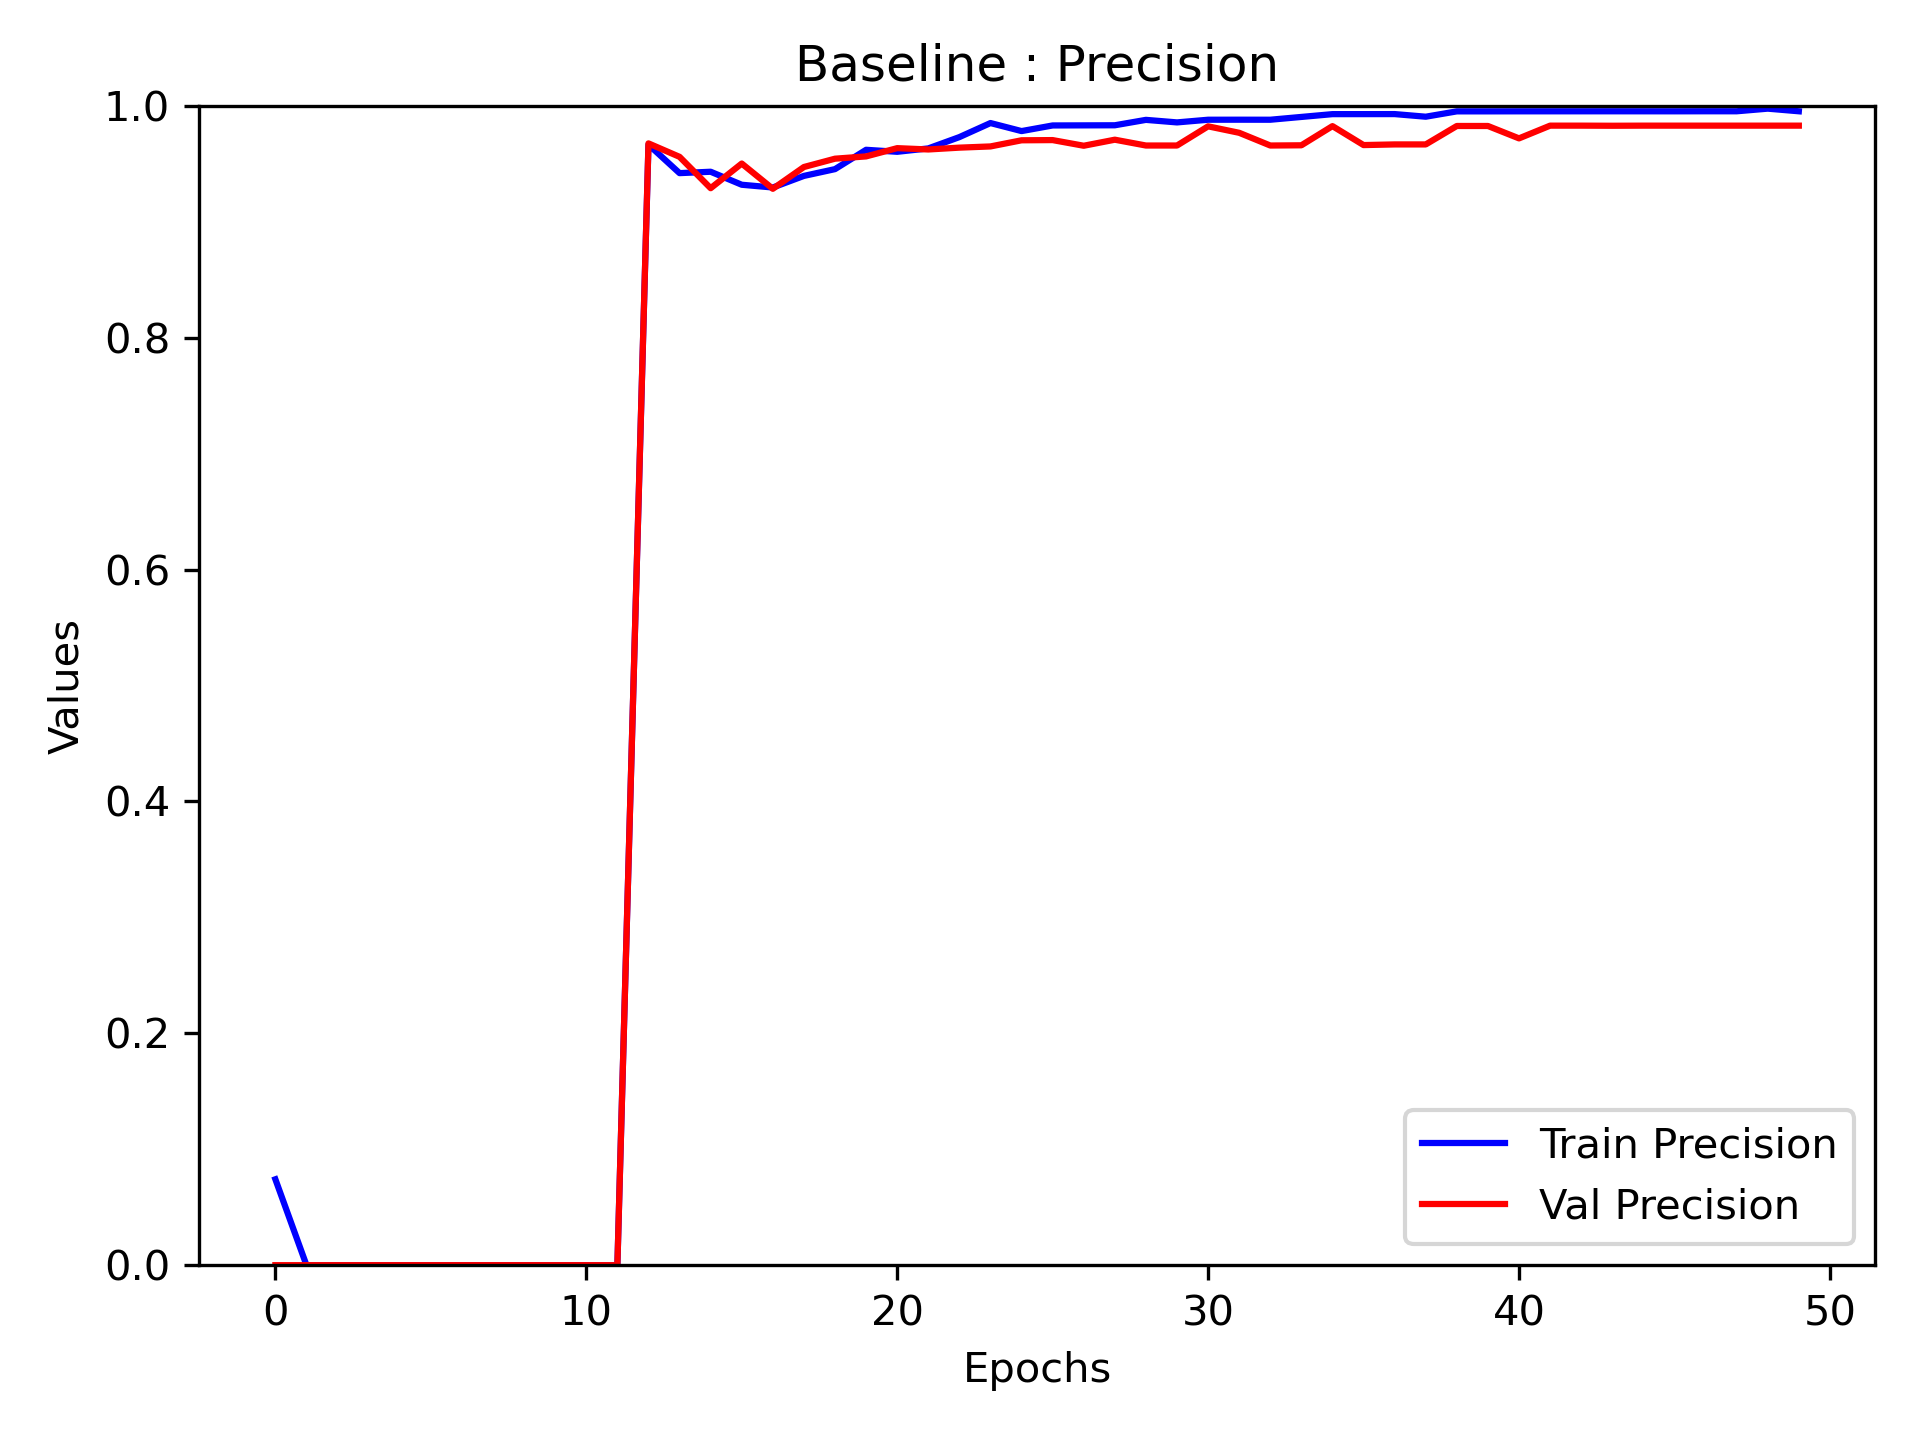 Baseline : Precision
1.0
0.8
0.6
0.4
0.2
0.0
Values
0 10 20 30 40 50
Epochs
Train Precision
Val Precision